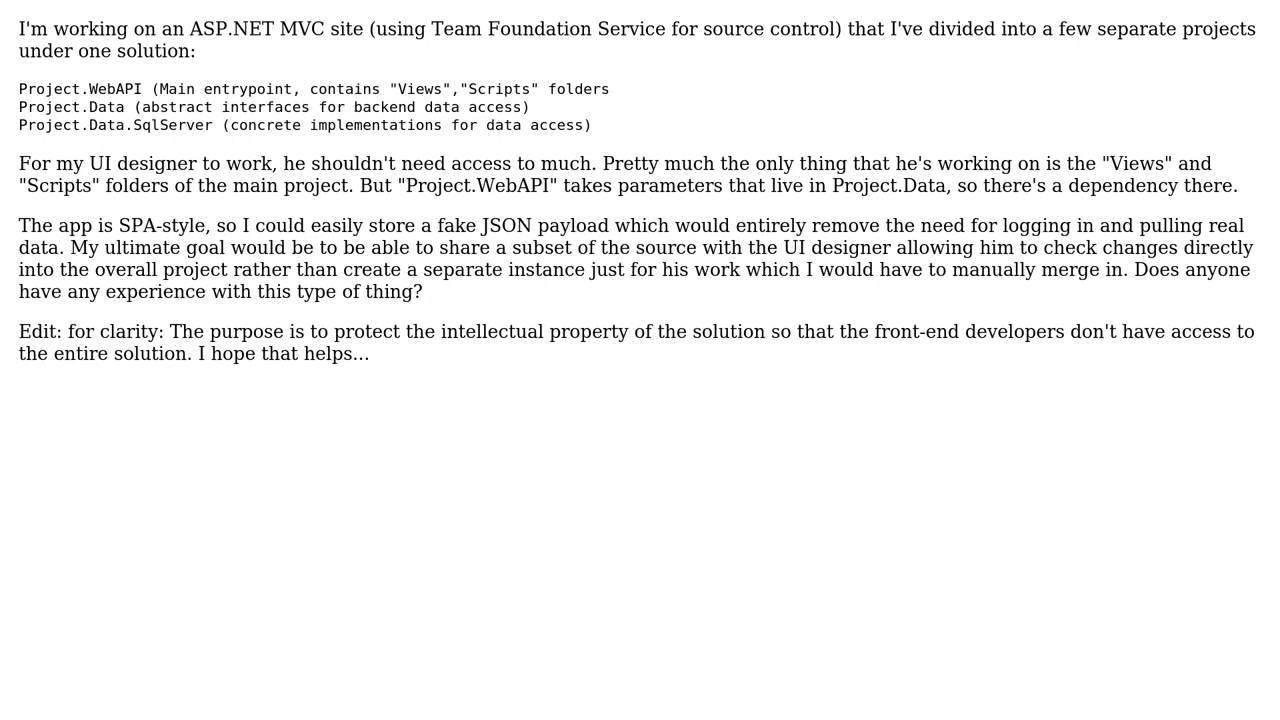 I'm working on an ASP.NET MVC site (using Team Foundation Service for source control) that I've divided into a few separate projects
under one solution:
Project.WebAPI (Main entrypoint, contains "Views","Scripts" folders
Project.Data (abstract interfaces for backend data access)
Project.Data.SqlServer (concrete implementations for data access)
For my UI designer to work, he shouldn't need access to much. Pretty much the only thing that he's working on is the "Views" and
"Scripts" folders of the main project. But "Project.WebAPI" takes parameters that live in Project.Data, so there's a dependency there.
The app is SPA-style, so I could easily store a fake JSON payload which would entirely remove the need for logging in and pulling real
data. My ultimate goal would be to be able to share a subset of the source with the UI designer allowing him to check changes directly
into the overall project rather than create a separate instance just for his work which I would have to manually merge in. Does anyone
have any experience with this type of thing?
Edit: for clarity: The purpose is to protect the intellectual property of the solution so that the front-end developers don't have access to
the entire solution. I hope that helps...